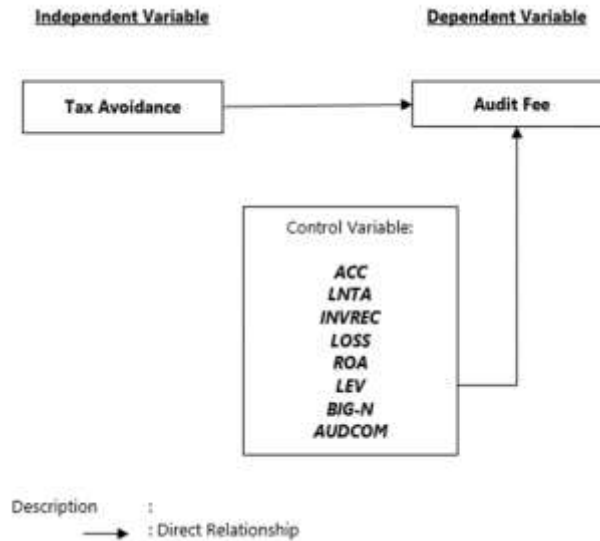 Independent Variable
Dependent Variable
Tax Avoidance
Audit Fee
Control Variable:
ACC
LNTA
INVREC
LOSS
ROA
LEV
BIG-N
AUDCOM
Description :
: Direct Relationship